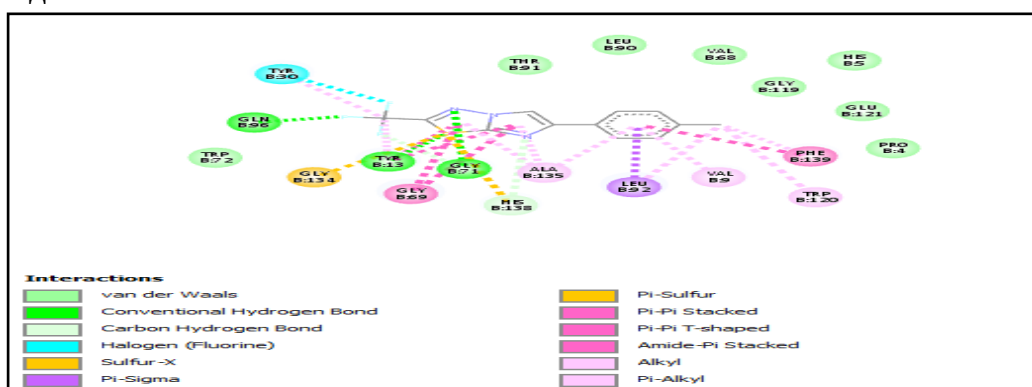 LEU
B:90
VAL
B:68
HIS
B:5
THR
B:91
TYR
B:30
GLY
B:119
GLU
B:121
GLN
B:96
PRO
B:4
TRP
B:72
TYR
B:13
PHE
B:139
GLY
B:134
GLY
B:71
ALA
B:135
VAL
B:9
GLY
B:69
LEU
B:92
TRP
B:120
HIS
B:138
Interactions
van der Waals
Conventional Hydrogen Bond
Carbon Hydrogen Bond
Halogen (Fluorine)
Sulfur-X
Pi-Sigma
Pi-Sulfur
Pi-Pi Stacked
Pi-Pi T-shaped
Amide-Pi Stacked
Alkyl
Pi-Alkyl